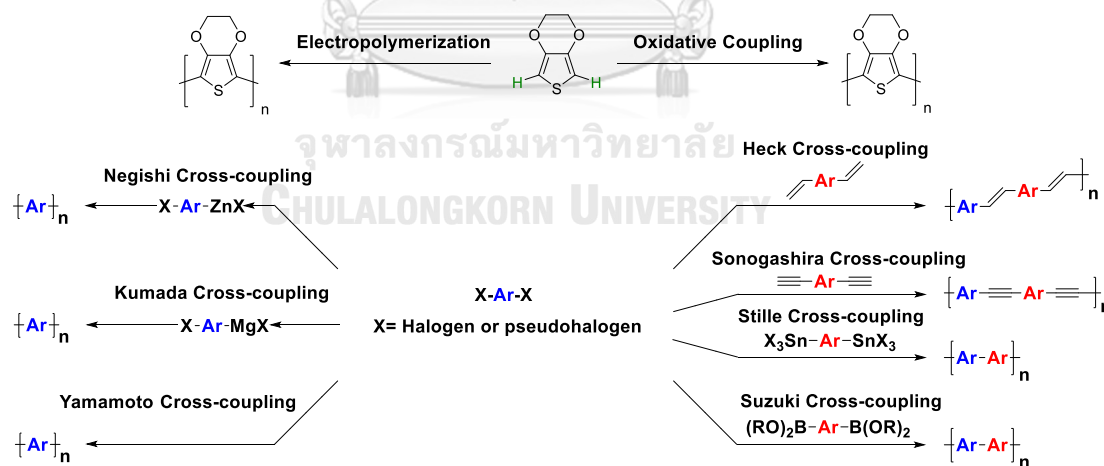 Electropolymerization
Oxidative Coupling
O
O
S
n
O
O
H
S
H
O
O
S
n
จุฬาลงกรณ์มหาวิทยาลัย
CHULALONGKORN UNIVERSITY
Negishi Cross-coupling
X-Ar-ZnX
Ar
n
Kumada Cross-coupling
X-Ar-MgX
Ar
n
Yamamoto Cross-coupling
Ar
n
X-Ar-X
X= Halogen or pseudohalogen
Heck Cross-coupling
Ar
Ar
Ar
n
Sonogashira Cross-coupling
Ar
Ar
Ar
n
Stille Cross-coupling
X3Sn-Ar-SnX3
Ar-Ar
n
Suzuki Cross-coupling
(RO)2B-Ar-B(OR)2
Ar-Ar
n